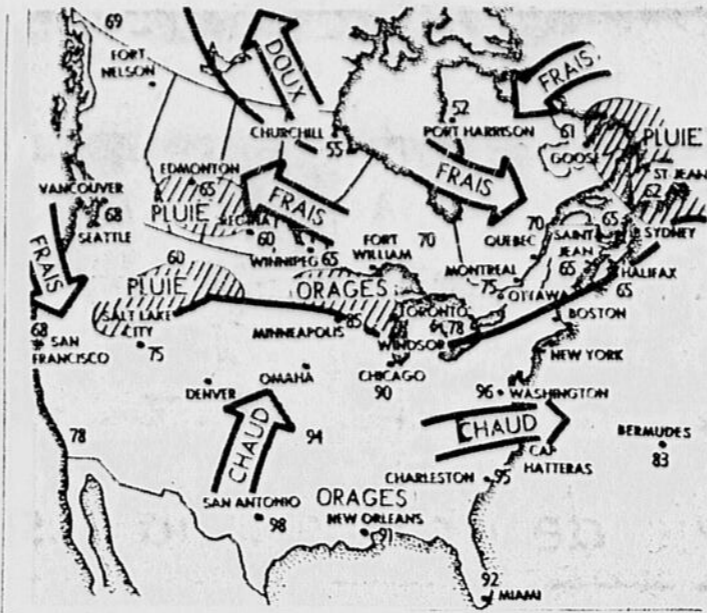 69
FORT
NELSON
DOUX
CHURCHILL
55
52
PORT HARRISON
FRAIS
61
GOOSE
PLUIE
ST JEAN
62
EDMONTON
65
PLUIE
REGINA
60
FRAIS
FRAIS
VANCOUVER
68
SEATTLE
FRAIS
WINNIPEG 65
FORT
WILLIAM
70
70
QUEBEC
65
SAINT
JEAN
65
SYDNEY
HALIFAX
65
MONTREAL
75
OTTAWA
BOSTON
60
PLUIE
SALT LAKE
CITY
75
ORAGES
MINNEAPOLIS
85
TORONTO
78
WINDSOR
68
SAN
FRANCISCO
CHICAGO
90
NEW YORK
DENVER
OMAHA
96
WASHINGTON
78
CHAUD
94
CHAUD
CAP
HATTERAS
BERMUDES
83
CHARLESTON
95
SAN ANTONIO
98
ORAGES
NEW ORLEANS
91
92
MIAMI